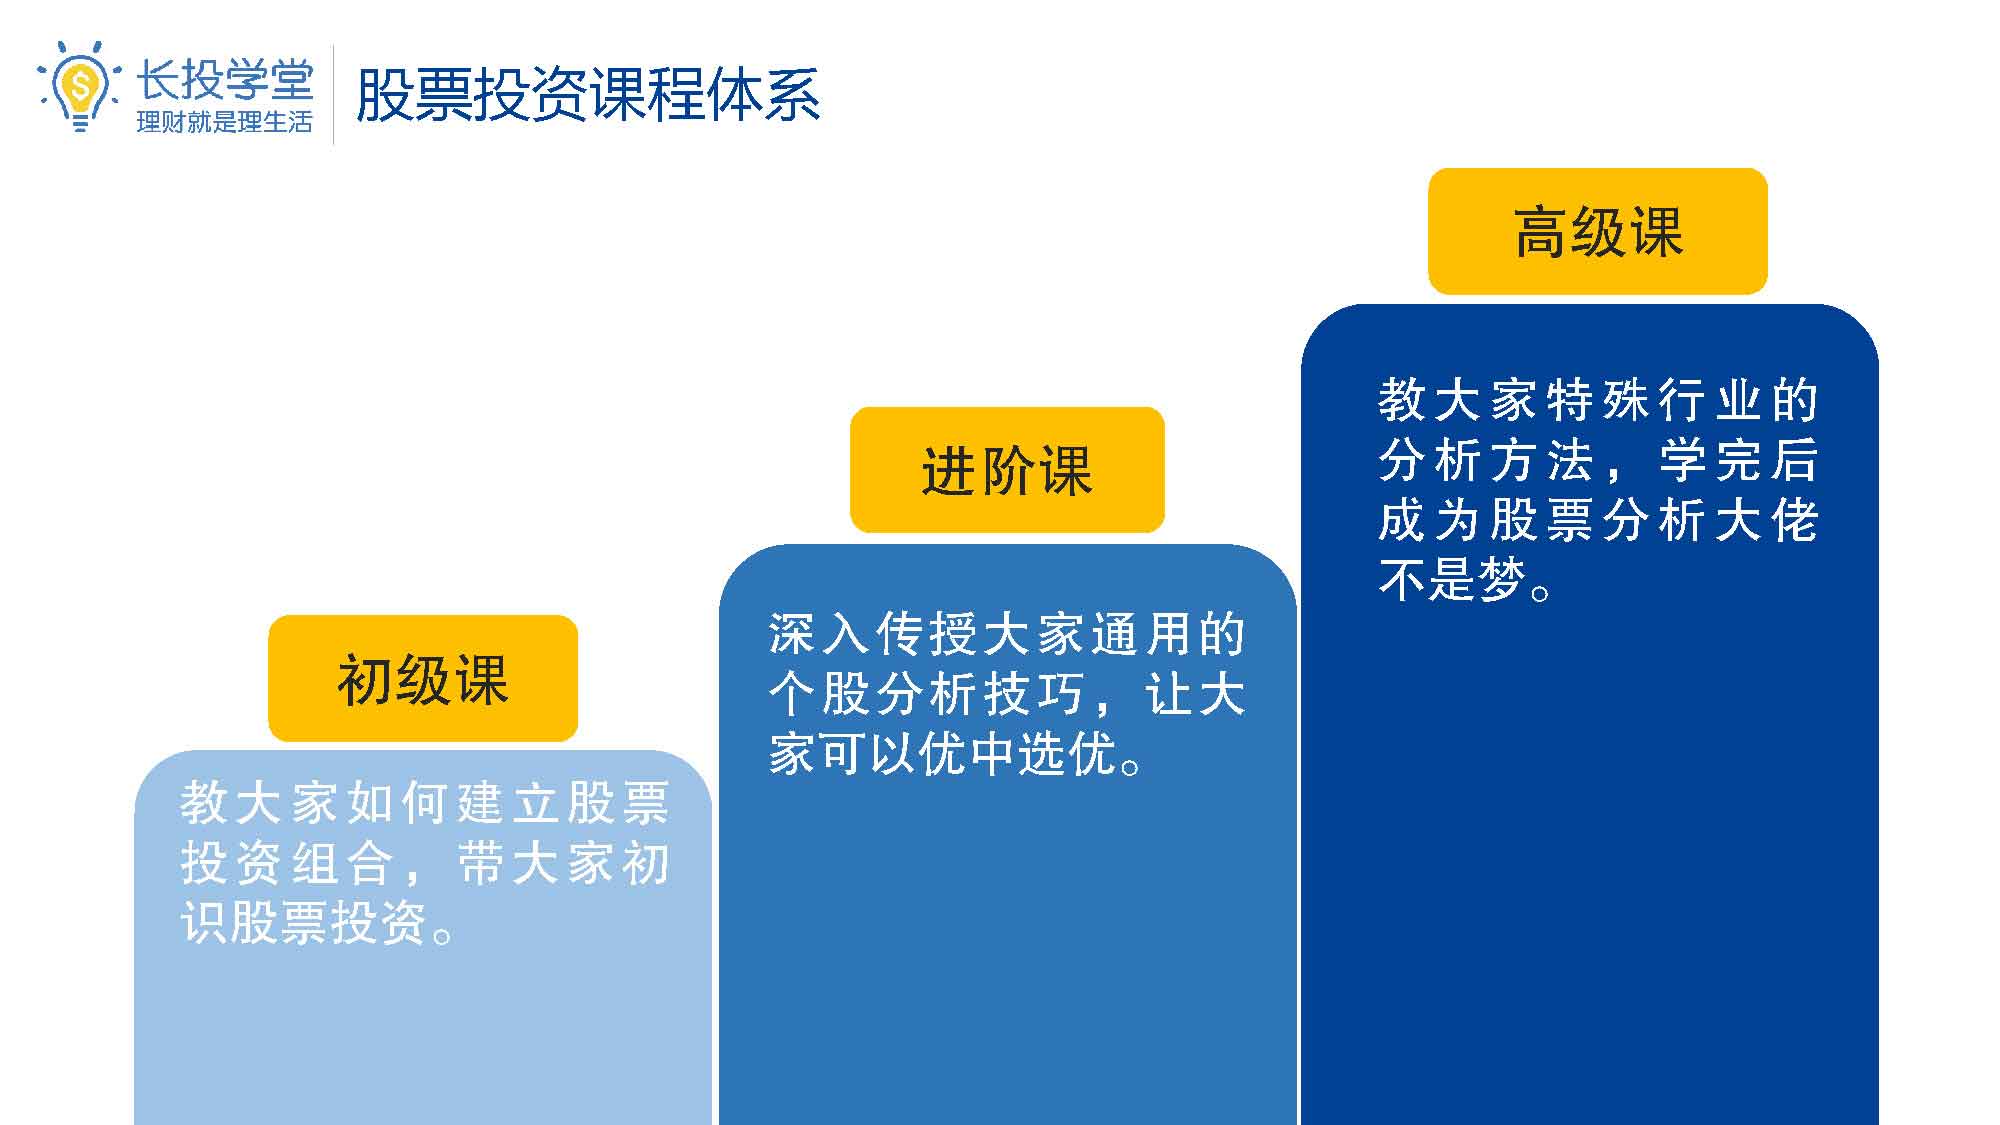 长投学堂
理财就是理生活
股票投资课程体系
初级课
教大家如何建立股票
投资组合，带大家初
识股票投资。
进阶课
深入传授大家通用的
个股分析技巧，让大
家可以优中选优。
高级课
教大家特殊行业的
分析方法，学完后
成为股票分析大佬
不是梦。